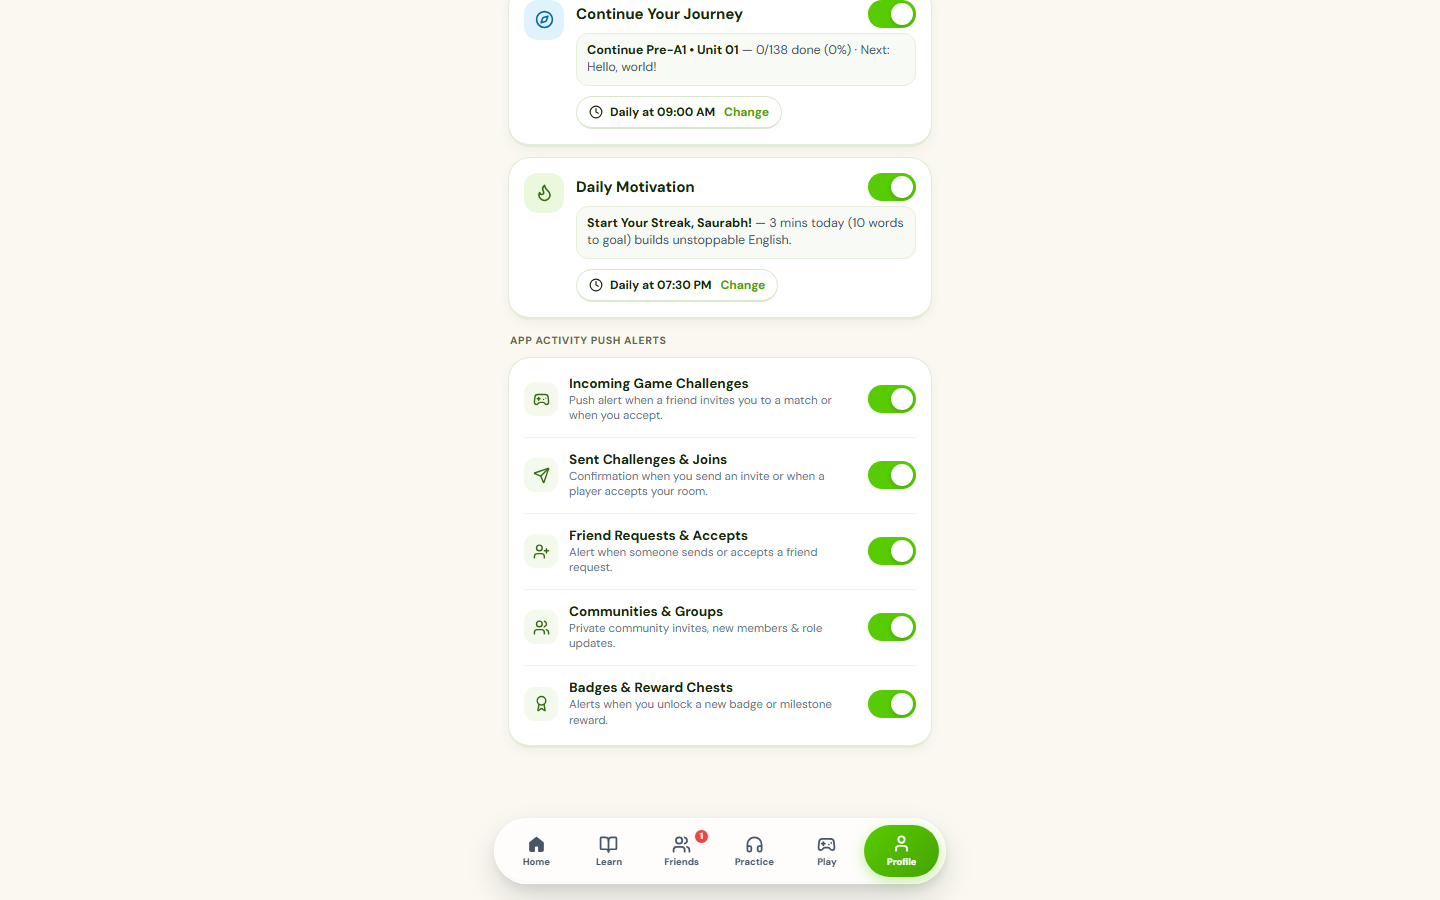 Continue Your Journey
Continue Pre-A1 • Unit 01 — 0/138 done (0%) · Next:
Hello, world!
Daily at 09:00 AM Change
Daily Motivation
Start Your Streak, Saurabh! — 3 mins today (10 words
to goal) builds unstoppable English.
Daily at 07:30 PM Change
APP ACTIVITY PUSH ALERTS
Incoming Game Challenges
Push alert when a friend invites you to a match or
when you accept.
Sent Challenges & Joins
Confirmation when you send an invite or when a
player accepts your room.
Friend Requests & Accepts
Alert when someone sends or accepts a friend
request.
Communities & Groups
Private community invites, new members & role
updates.
Badges & Reward Chests
Alerts when you unlock a new badge or milestone
reward.
1
Home Learn Friends Practice Play Profile